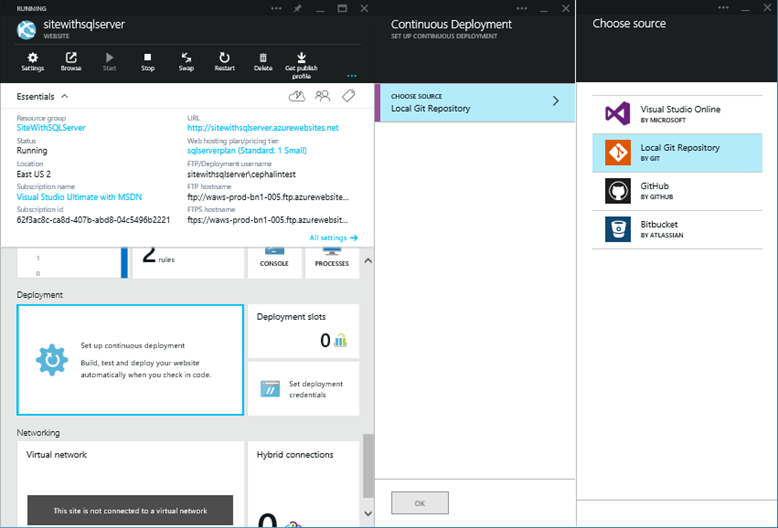 RUNNING
sitewithsqlserver
WEBSITE
Settings
Browse
Start
Stop
Swap
Restart
Delete
Get publish profile
Essentials
Resource group
SiteWithSQLServer
Status
Running
Location
East US 2
Subscription name
Visual Studio Ultimate with MSDN
Subscription id
62f3ac8c-ca8d-407b-abd8-04c5496b2221
URL
http://sitewithsqlserver.azurewebsites.net
Web hosting plan/pricing tier
sqlserverplan (Standard: 1 Small)
FTP/Deployment username
sitewithsqlserver\cephalintest
FTP hostname
ftp://waws-prod-bn1-005.ftp.azurewebsite...
FTPS hostname
ftps://waws-prod-bn1-005.ftp.azurewebsit...
All settings
1
0
2 rules
CONSOLE
PROCESSES
Deployment
Set up continuous deployment
Build, test and deploy your website
automatically when you check in code.
Deployment slots
0
Set deployment
credentials
Networking
Virtual network
This site is not connected to a virtual network
Hybrid connections
0
Continuous Deployment
SET UP CONTINUOUS DEPLOYMENT
CHOOSE SOURCE
Local Git Repository
OK
Choose source
Visual Studio Online
BY MICROSOFT
Local Git Repository
BY GIT
GitHub
BY GITHUB
Bitbucket
BY ATLASSIAN